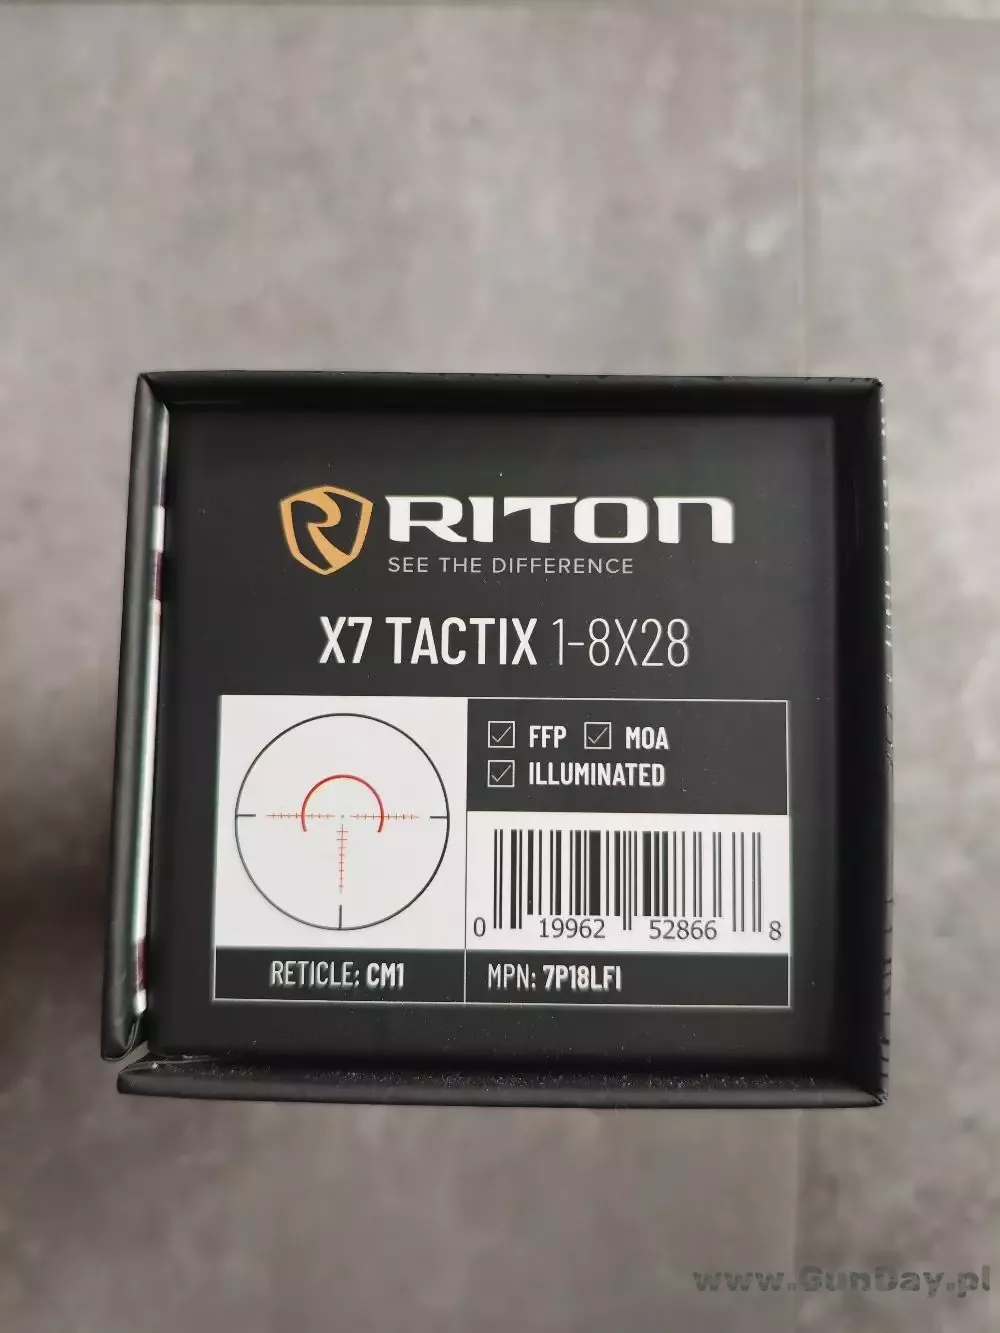 RITON
SEE THE DIFFERENCE
X7 TACTIX 1-8X28
FFP MOA
ILLUMINATED
0 19962 52866 8
RETICLE: CM1
MPN: 7P18LFI
www.GunDay.pl